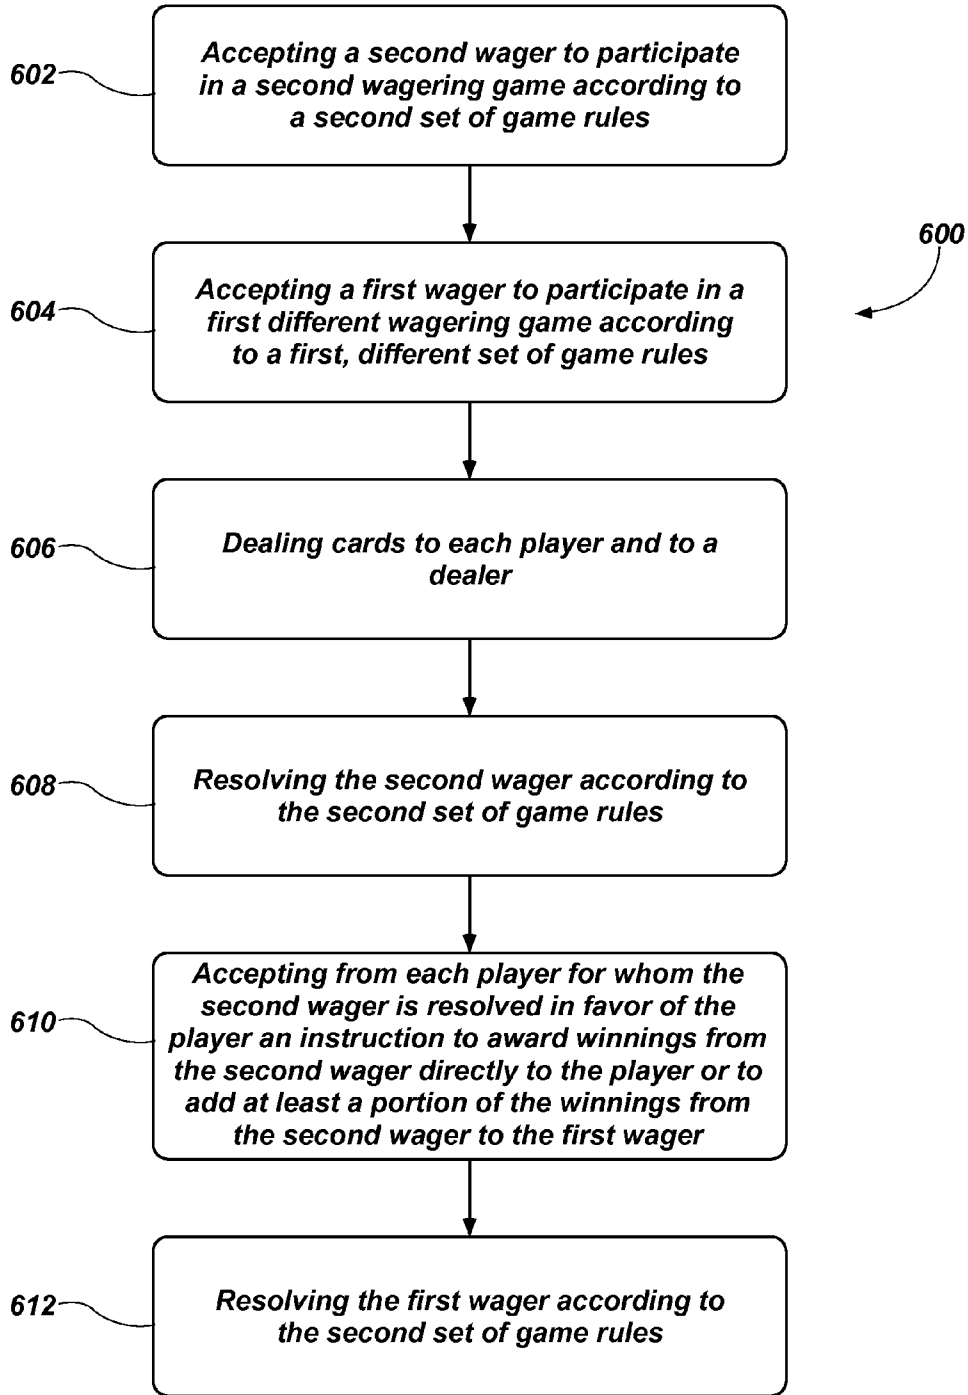 602
Accepting a second wager to participate
in a second wagering game according to
a second set of game rules
600
604
Accepting a first wager to participate in a
first different wagering game according
to a first, different set of game rules
606
Dealing cards to each player and to a
dealer
608
Resolving the second wager according to
the second set of game rules
610
Accepting from each player for whom the
second wager is resolved in favor of the
player an instruction to award winnings from
the second wager directly to the player or to
add at least a portion of the winnings from
the second wager to the first wager
612
Resolving the first wager according to
the second set of game rules